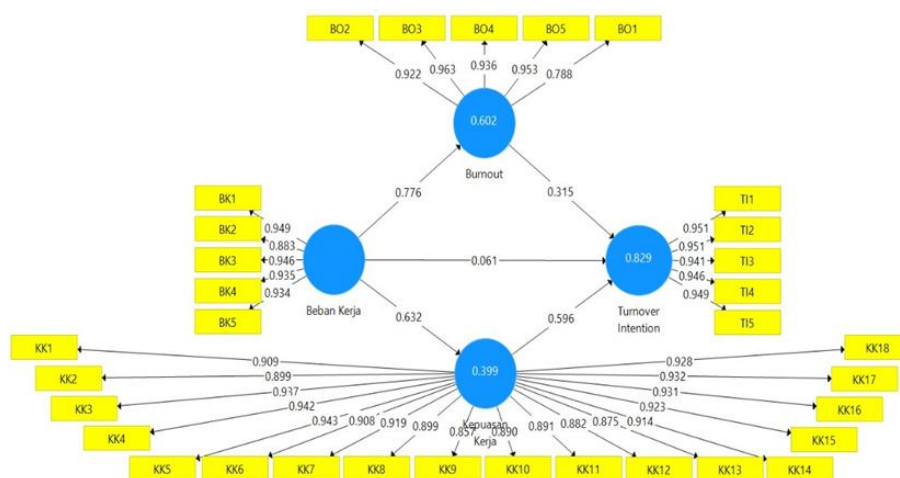 BO2 BO3 BO4 BO5 BO1
0.922 0.963 0.936 0.953 0.788
0.602
Burnout
0.776 0.315
BK1
BK2
BK3
BK4
BK5
0.949
0.883
0.946
0.935
0.934
Beban Kerja
0.061
0.829
Turnover
Intention
0.951
0.951
0.941
0.946
0.949
TI1
TI2
TI3
TI4
TI5
0.632 0.596
0.399
Kepuasan
Kerja
KK1
KK2
KK3
KK4
0.909
0.899
0.937
0.942
0.943 0.908 0.919 0.899 0.857 0.890 0.891 0.882 0.875 0.914
0.928
0.932
0.931
0.923
KK18
KK17
KK16
KK15
KK5 KK6 KK7 KK8 KK9 KK10 KK11 KK12 KK13 KK14